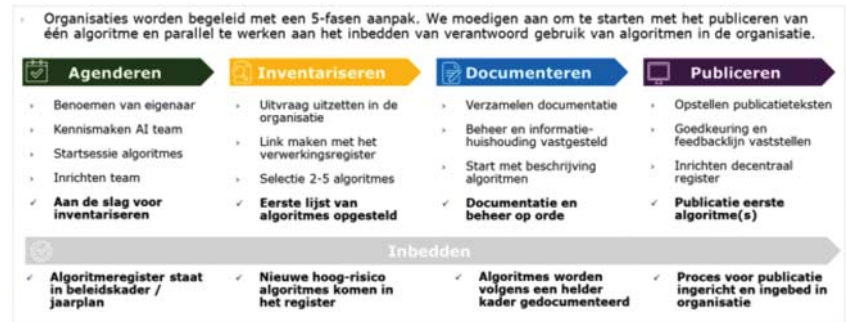 Organisaties worden begeleid met een 5-fasen aanpak. We moedigen aan om te starten met het publiceren van
één algoritme en parallel te werken aan het inbedden van verantwoord gebruik van algoritmen in de organisatie.
Agenderen
Benoemen van eigenaar
Kennismaken AI team
Startsessie algoritmes
Inrichten team
Aan de slag voor
inventariseren
Inventariseren
Uitvraag uitzetten in de
organisatie
Link maken met het
verwerkingsregister
Selectie 2-5 algoritmes
Eerste lijst van
algoritmes opgesteld
Documenteren
Verzamelen documentatie
Beheer en informatie-
huishouding vastgesteld
Start met beschrijving
algoritmen
Documentatie en
beheer op orde
Publiceren
Opstellen publicatieteksten
Goedkeuring en
feedbacklijn vaststellen
Inrichten decentraal
register
Publicatie eerste
algoritme(s)
Inbedden
Algoritmeregister staat
in beleidskader /
jaarplan
Nieuwe hoog-risico
algoritmes komen in
het register
Algoritmes worden
volgens een helder
kader gedocumenteerd
Proces voor publicatie
ingericht en ingebed in
organisatie